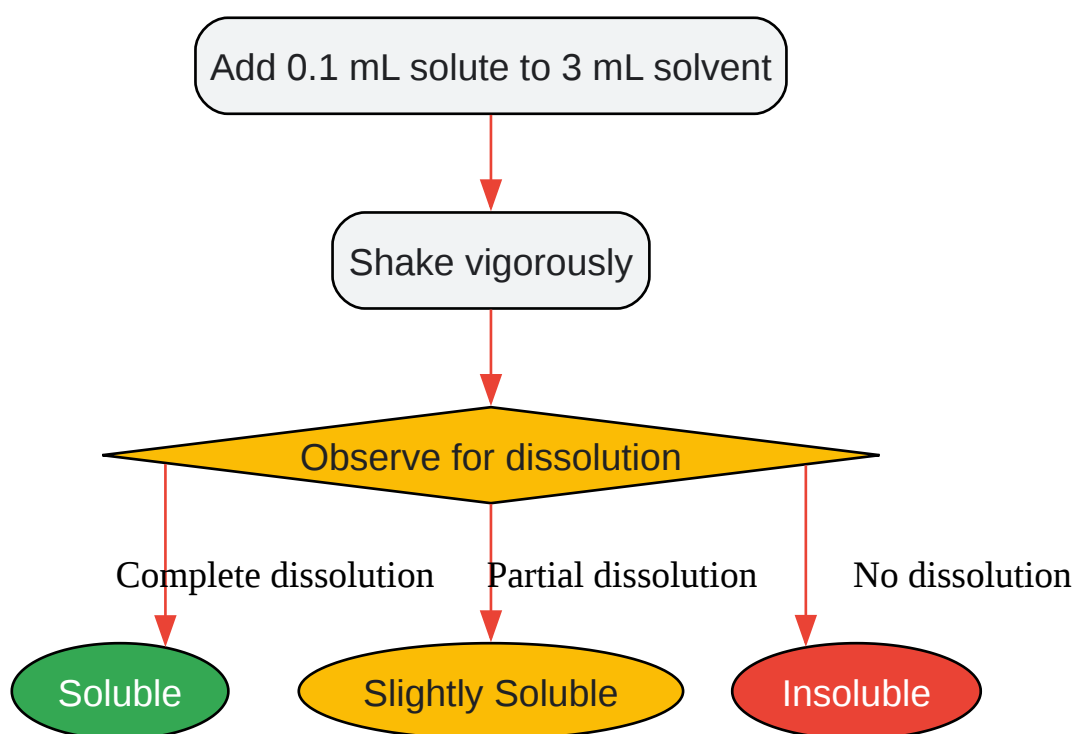 Add 0.1 mL solute to 3 mL solvent
Shake vigorously
Observe for dissolution
Complete dissolution
Partial dissolution
No dissolution
Soluble
Slightly Soluble
Insoluble